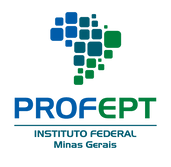 PROFEPT
INSTITUTO FEDERAL
Minas Gerais